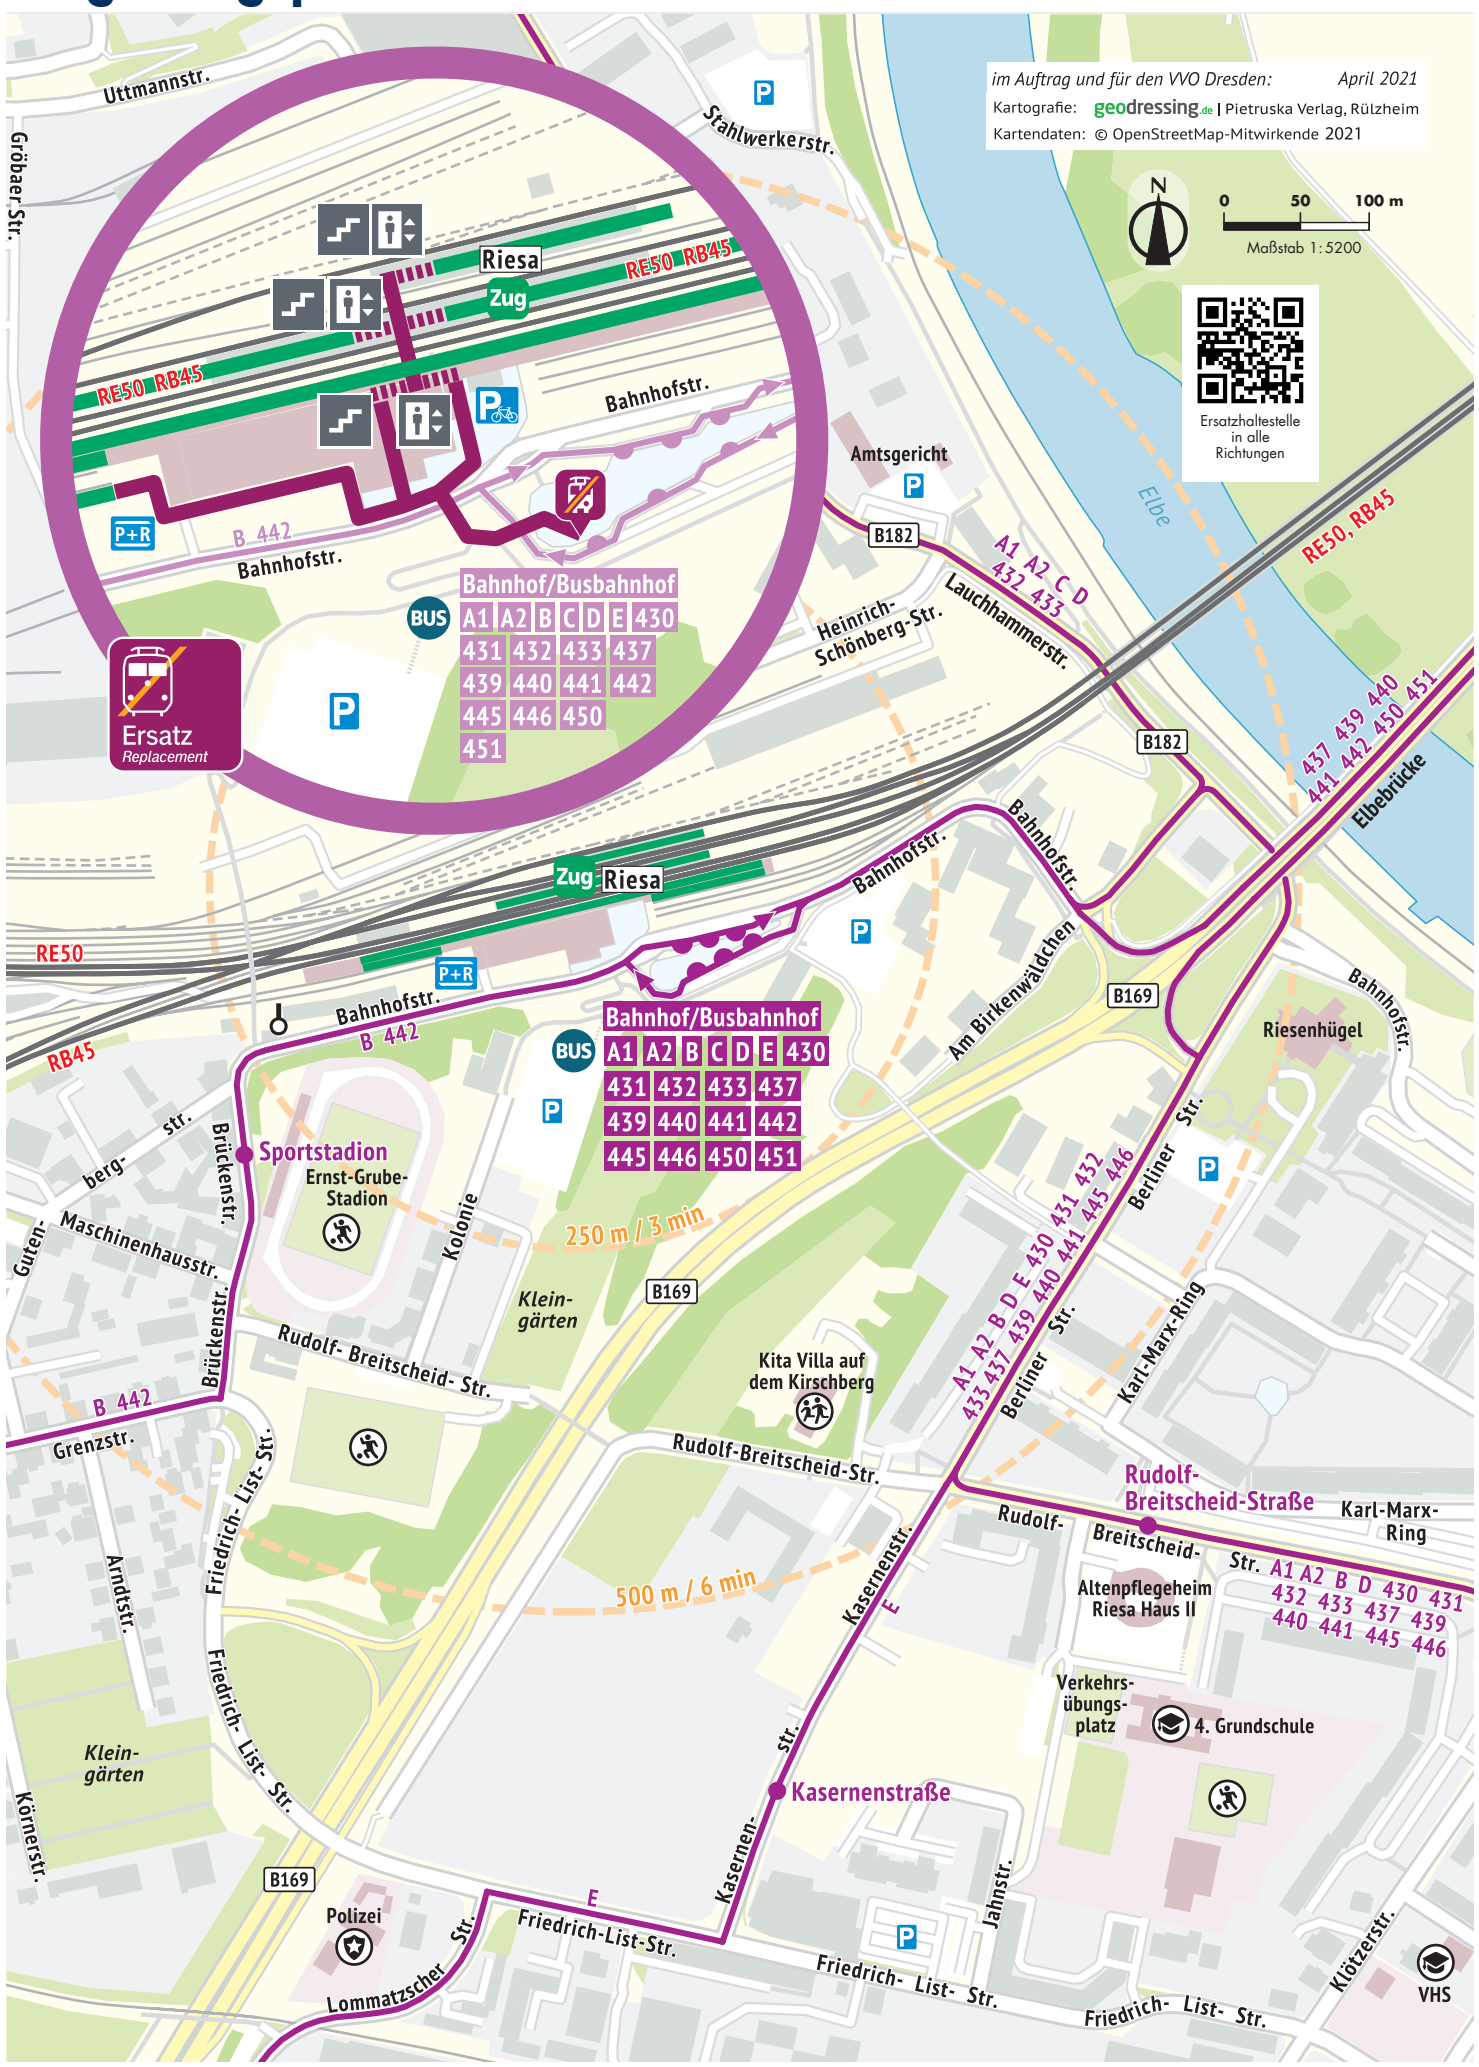 im Auftrag und für den VVO Dresden: April 2021
Kartografie: geodressing.de | Pietruska Verlag, Rülzheim
Kartendaten: © OpenStreetMap-Mitwirkende 2021
N
0 50 100 m
Maßstab 1 : 5200
Ersatzhaltestelle
in alle
Richtungen
Uttmannstr.
Gröbaer Str.
P
Stahlwerkerstr.
Riesa
Zug
RE50 RB45
RE50 RB45
P
Bahnhofstr.
P+R
B 442
Bahnhofstr.
BUS
Bahnhof/Busbahnhof
A1 A2 B C D E 430
431 432 433 437
439 440 441 442
445 446 450
451
P
Ersatz
Replacement
Amtsgericht
P
B182
A1 A2 C D
432 433
Lauchhammerstr.
Heinrich-
Schönberg-Str.
Elbe
RE50, RB45
B182
437 439 440
441 442 450 451
Elbebrücke
Zug Riesa
Bahnhofstr.
Bahnhofstr.
P
RE50
RB45
P+R
Bahnhofstr.
B 442
Am Birkenwäldchen
B169
Bahnhofstr.
Riesenhügel
BUS
Bahnhof/Busbahnhof
A1 A2 B C D E 430
431 432 433 437
439 440 441 442
445 446 450 451
P
Sportstadion
Ernst-Grube-
Stadion
Guten-
berg-
str.
Brückenstr.
Maschinenhausstr.
Brückenstr.
Kolonie
250 m / 3 min
B169
Klein-
gärten
P
Berliner Str.
A1 A2 B D E 430 431 432
433 437 439 440 441 445 446
Berliner Str.
Karl-Marx-Ring
Rudolf- Breitscheid- Str.
B 442
Grenzstr.
Kita Villa auf
dem Kirschberg
Rudolf-Breitscheid-Str.
Rudolf-
Breitscheid-Straße
Karl-Marx-
Ring
Rudolf- Breitscheid- Str.
A1 A2 B D 430 431
432 433 437 439
440 441 445 446
Friedrich- List- Str.
Arndtstr.
500 m / 6 min
Kasernenstr.
E
Altenpflegeheim
Riesa Haus II
Verkehrs-
übungs-
platz
4. Grundschule
Friedrich- List- Str.
Klein-
gärten
Körnerstr.
Kasernenstraße
Kasernen- str.
B169
Polizei
E
Friedrich-List-Str.
Lommatzscher Str.
P
Jahnstr.
Friedrich- List- Str.
Friedrich- List- Str.
Klötzerstr.
VHS